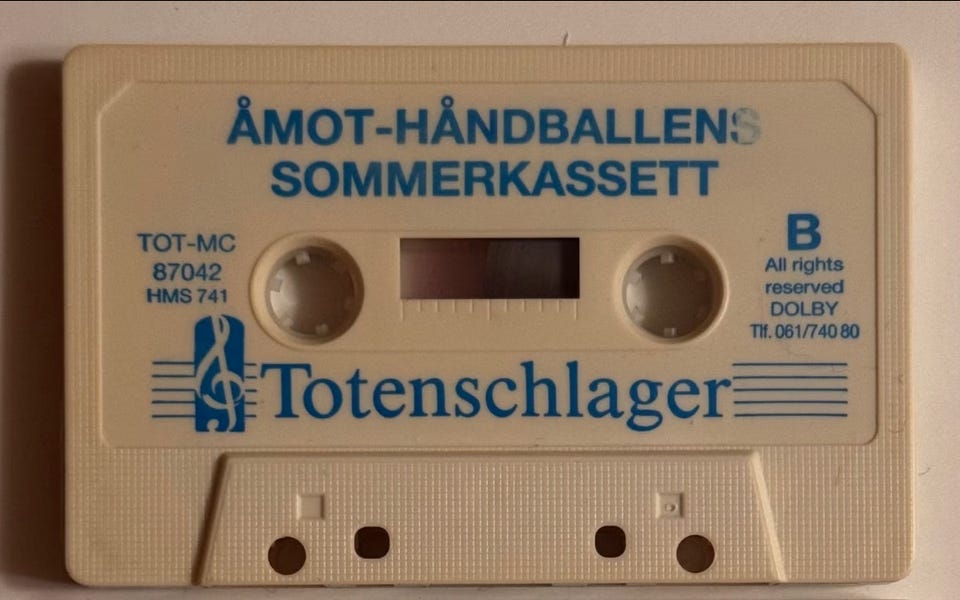 ÅMOT-HÅNDBALLENS
SOMMERKASSETT
TOT-MC
87042
HMS 741
B
All rights
reserved
DOLBY
Tlf. 061/740 80
Totenschlager